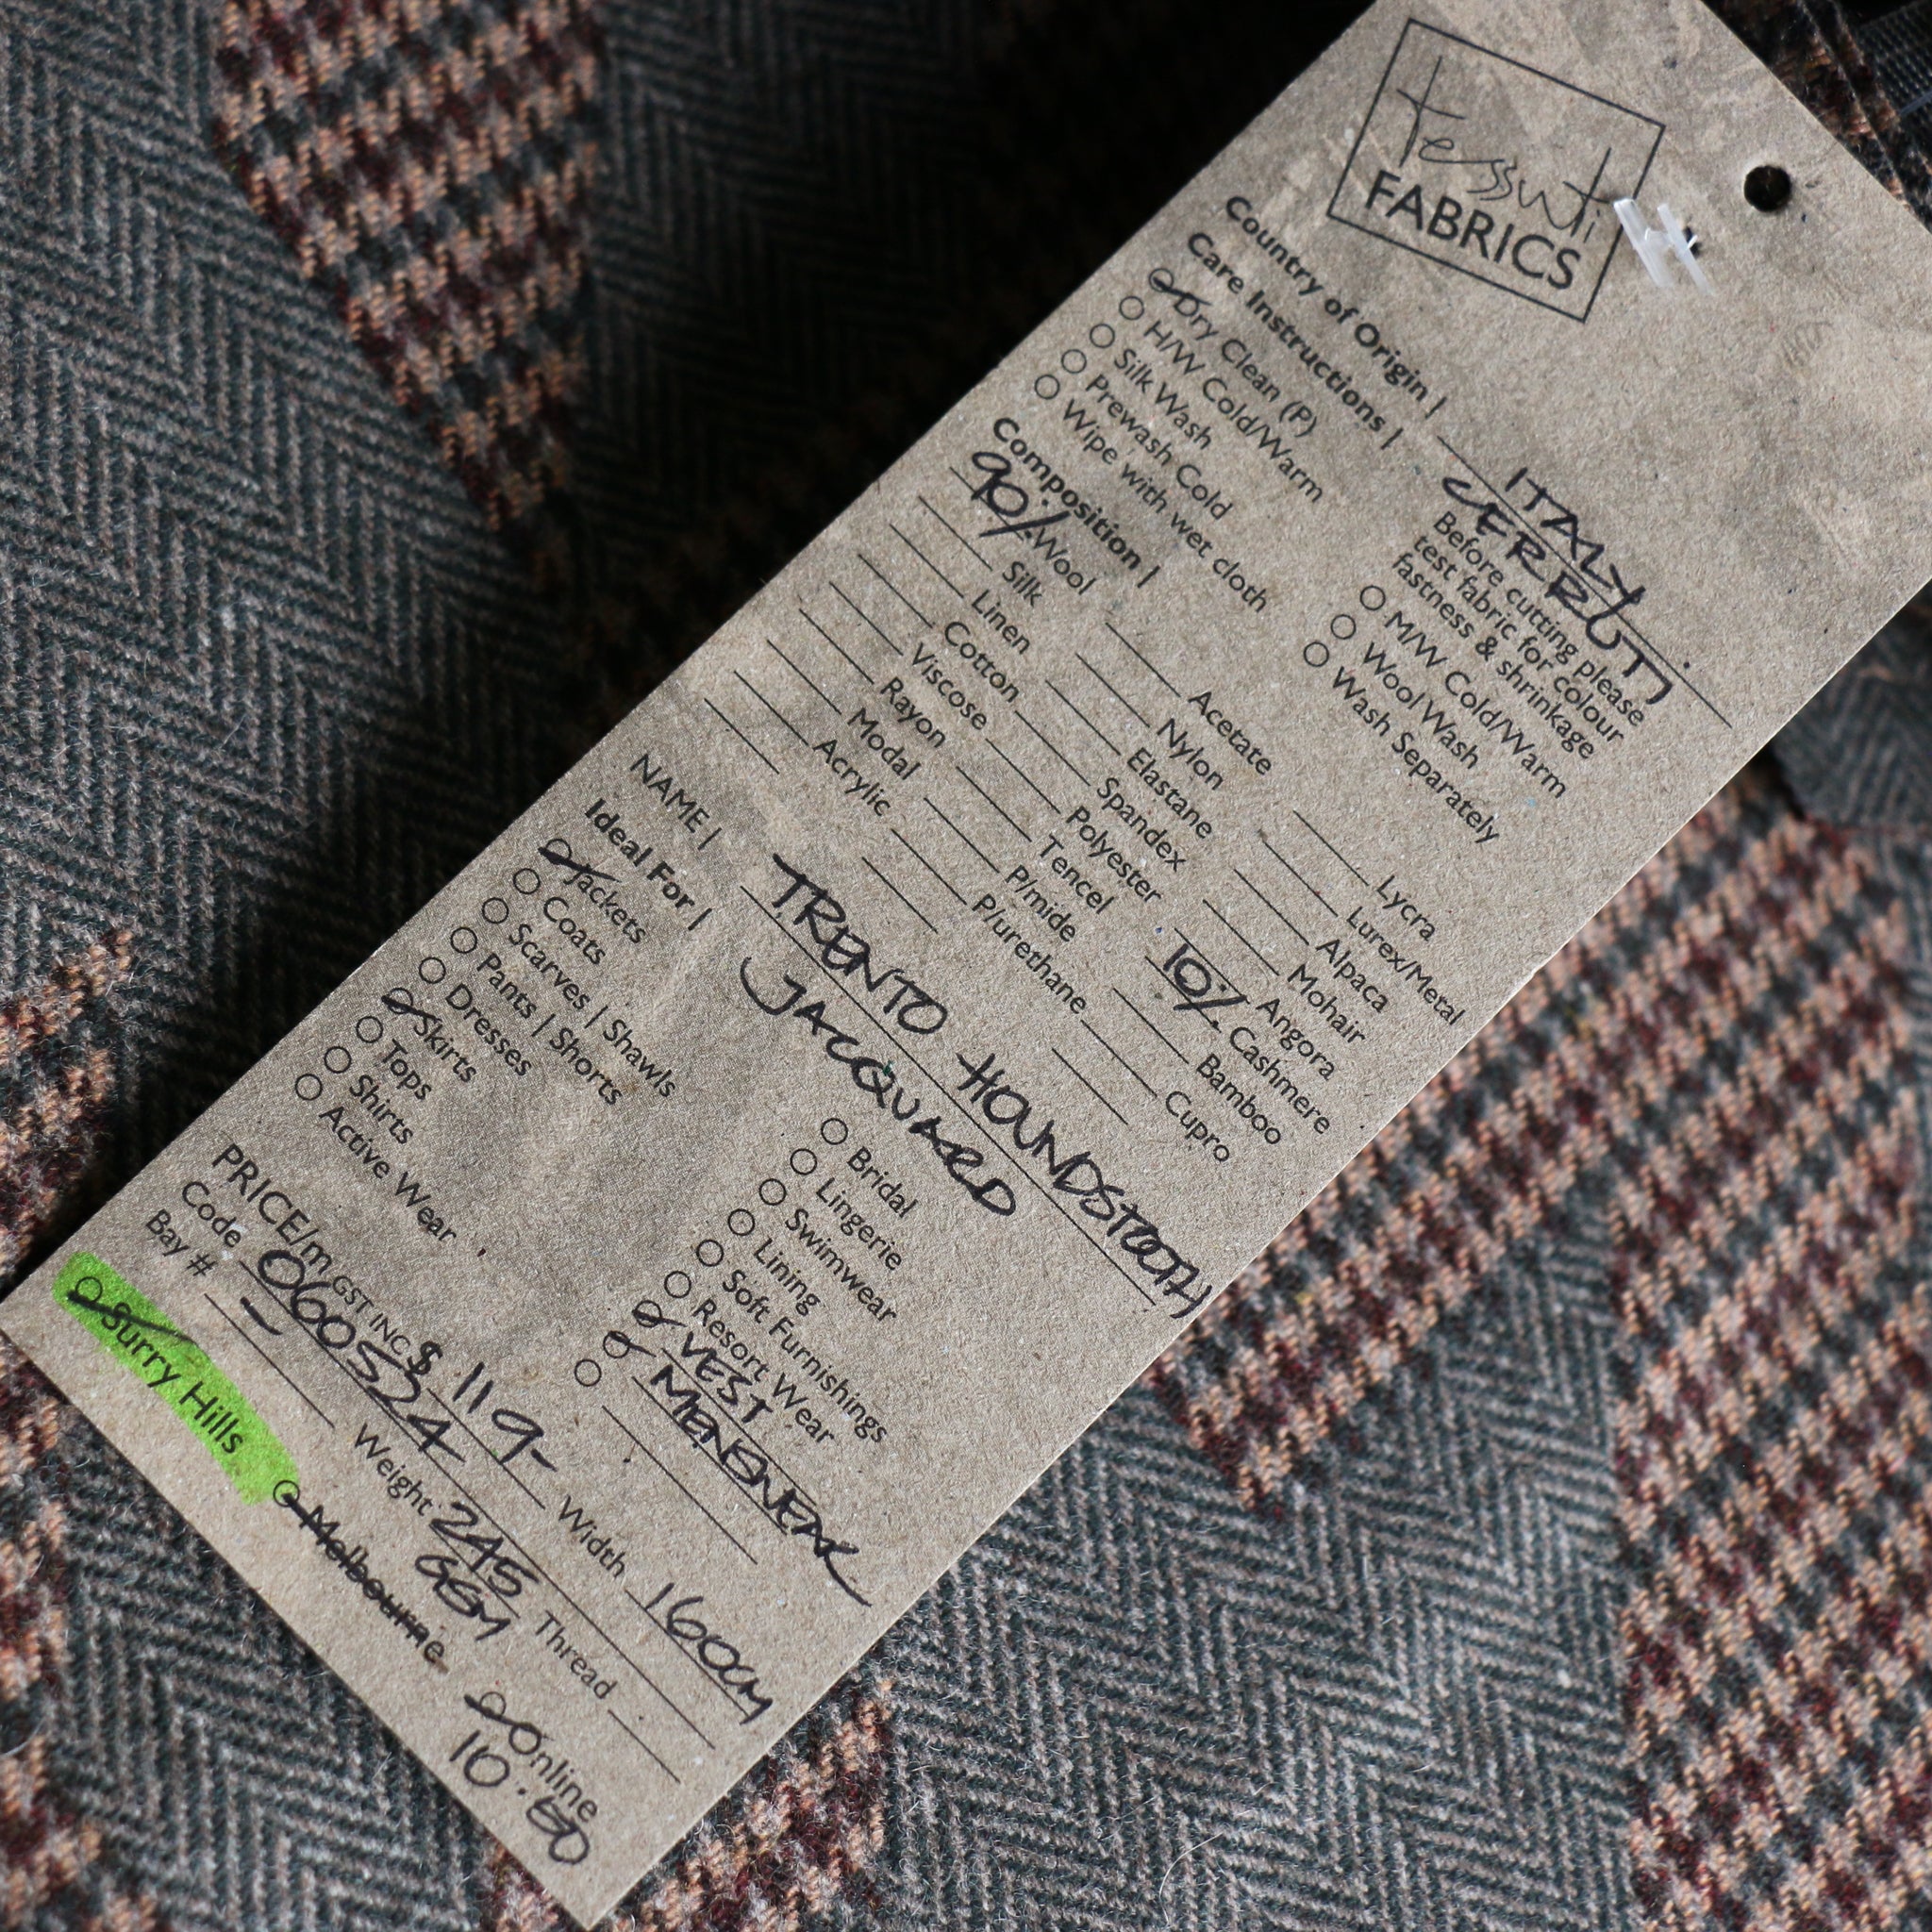 tessuti
FABRICS
Country of Origin | ITALY
CERRUTI
Care Instructions |
Before cutting please
test fabric for colour
fastness & shrinkage
Dry Clean (P)
H/W Cold/Warm
Silk Wash
Prewash Cold
Wipe with wet cloth
M/W Cold/Warm
Wool Wash
Wash Separately
Composition |
90% Wool
Silk
Linen
Cotton
Viscose
Rayon
Modal
Acrylic
Acetate
Nylon
Elastane
Spandex
Polyester
Tencel
P/mide
P/urethane
Lycra
Lurex/Metal
Alpaca
Mohair
Angora
10% Cashmere
Bamboo
Cupro
NAME | TRENTO HOUNDSTOOTH
JACQUARD
Ideal For |
Jackets
Coats
Scarves | Shawls
Pants | Shorts
Dresses
Skirts
Tops
Shirts
Active Wear
Bridal
Lingerie
Swimwear
Lining
Soft Furnishings
Resort Wear
VEST
MENSWEAR
PRICE/m GST INC $ 119- Width 160cm
Code 0600524 Weight 245 GSM Thread
Bay # –
Surry Hills Melbourne Online
10.80